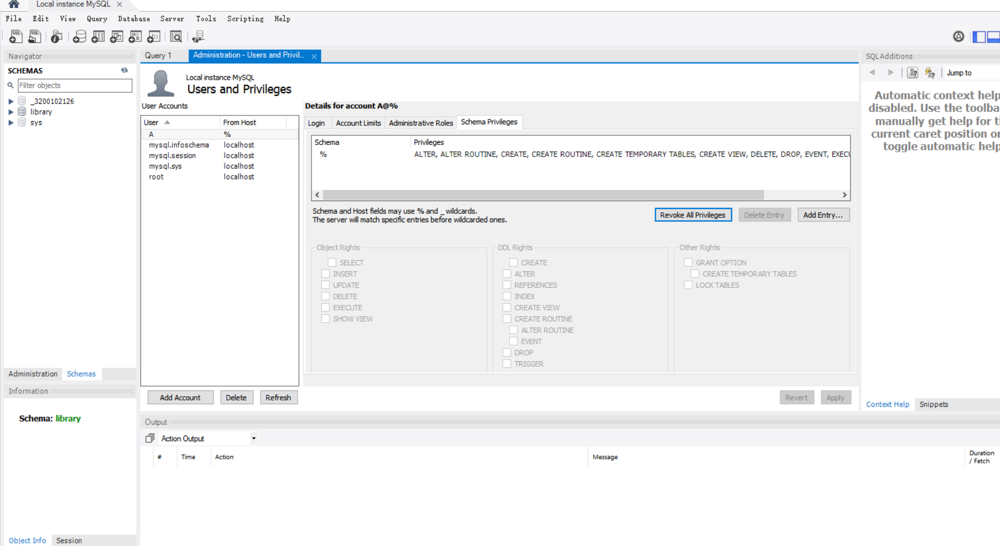 Local instance MySQL
File Edit View Query Database Server Tools Scripting Help
Navigator
SCHEMAS
Filter objects
_3200102126
library
sys
Administration Schemas
Information
Schema: library
Object Info Session
Query 1 Administration - Users and Privil...
Local instance MySQL
Users and Privileges
User Accounts
User From Host
A %
mysql.infoschema localhost
mysql.session localhost
mysql.sys localhost
root localhost
Add Account Delete Refresh
Details for account A@%
Login Account Limits Administrative Roles Schema Privileges
Schema Privileges
% ALTER, ALTER ROUTINE, CREATE, CREATE ROUTINE, CREATE TEMPORARY TABLES, CREATE VIEW, DELETE, DROP, EVENT, EXECU
Schema and Host fields may use % and _ wildcards.
The server will match specific entries before wildcarded ones.
Revoke All Privileges Delete Entry Add Entry...
Object Rights
SELECT
INSERT
UPDATE
DELETE
EXECUTE
SHOW VIEW
DDL Rights
CREATE
ALTER
REFERENCES
INDEX
CREATE VIEW
CREATE ROUTINE
ALTER ROUTINE
EVENT
DROP
TRIGGER
Other Rights
GRANT OPTION
CREATE TEMPORARY TABLES
LOCK TABLES
Revert Apply
SQLAdditions
Jump to
Automatic context help
disabled. Use the toolba
manually get help for t
current caret position o
toggle automatic help
Context Help Snippets
Output
Action Output
# Time Action Message Duration
/ Fetch